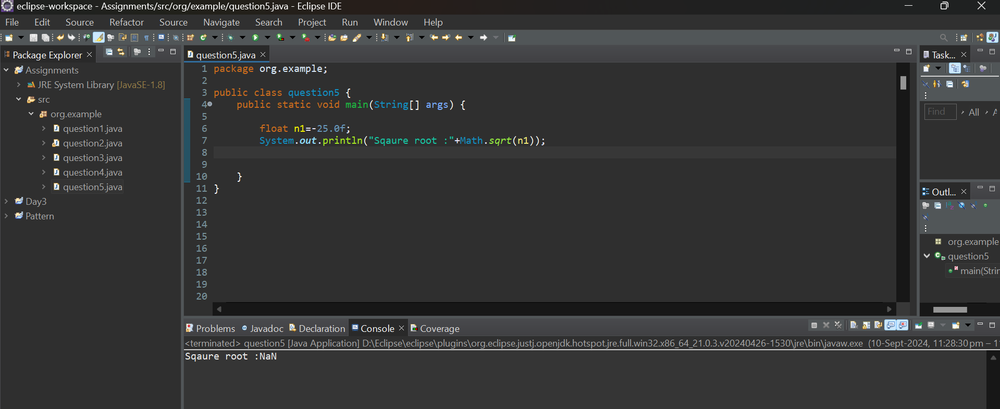 eclipse-workspace - Assignments/src/org/example/question5.java - Eclipse IDE
File Edit Source Refactor Source Navigate Search Project Run Window Help
Package Explorer
Assignments
JRE System Library [JavaSE-1.8]
src
org.example
question1.java
question2.java
question3.java
question4.java
question5.java
Day3
Pattern
question5.java
1 package org.example;
2
3 public class question5 {
4 public static void main(String[] args) {
5
6 float n1=-25.0f;
7 System.out.println("Sqaure root :"+Math.sqrt(n1));
8
9
10 }
11 }
12
13
14
15
16
17
18
19
20
Task...
Find All A
Outl...
org.example
question5
main(Strin
Problems Javadoc Declaration Console Coverage
<terminated> question5 [Java Application] D:\Eclipse\eclipse\plugins\org.eclipse.justj.openjdk.hotspot.jre.full.win32.x86_64_21.0.3.v20240426-1530\jre\bin\javaw.exe (10-Sept-2024, 11:28:30 pm – 1
Sqaure root :NaN